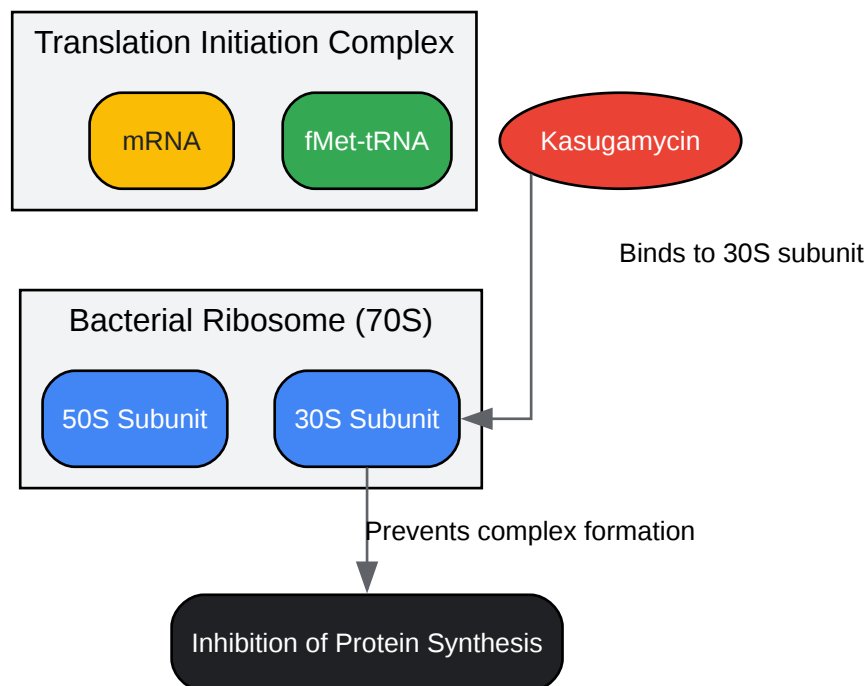 Translation Initiation Complex
mRNA
fMet-tRNA
Kasugamycin
Binds to 30S subunit
Bacterial Ribosome (70S)
50S Subunit
30S Subunit
Prevents complex formation
Inhibition of Protein Synthesis